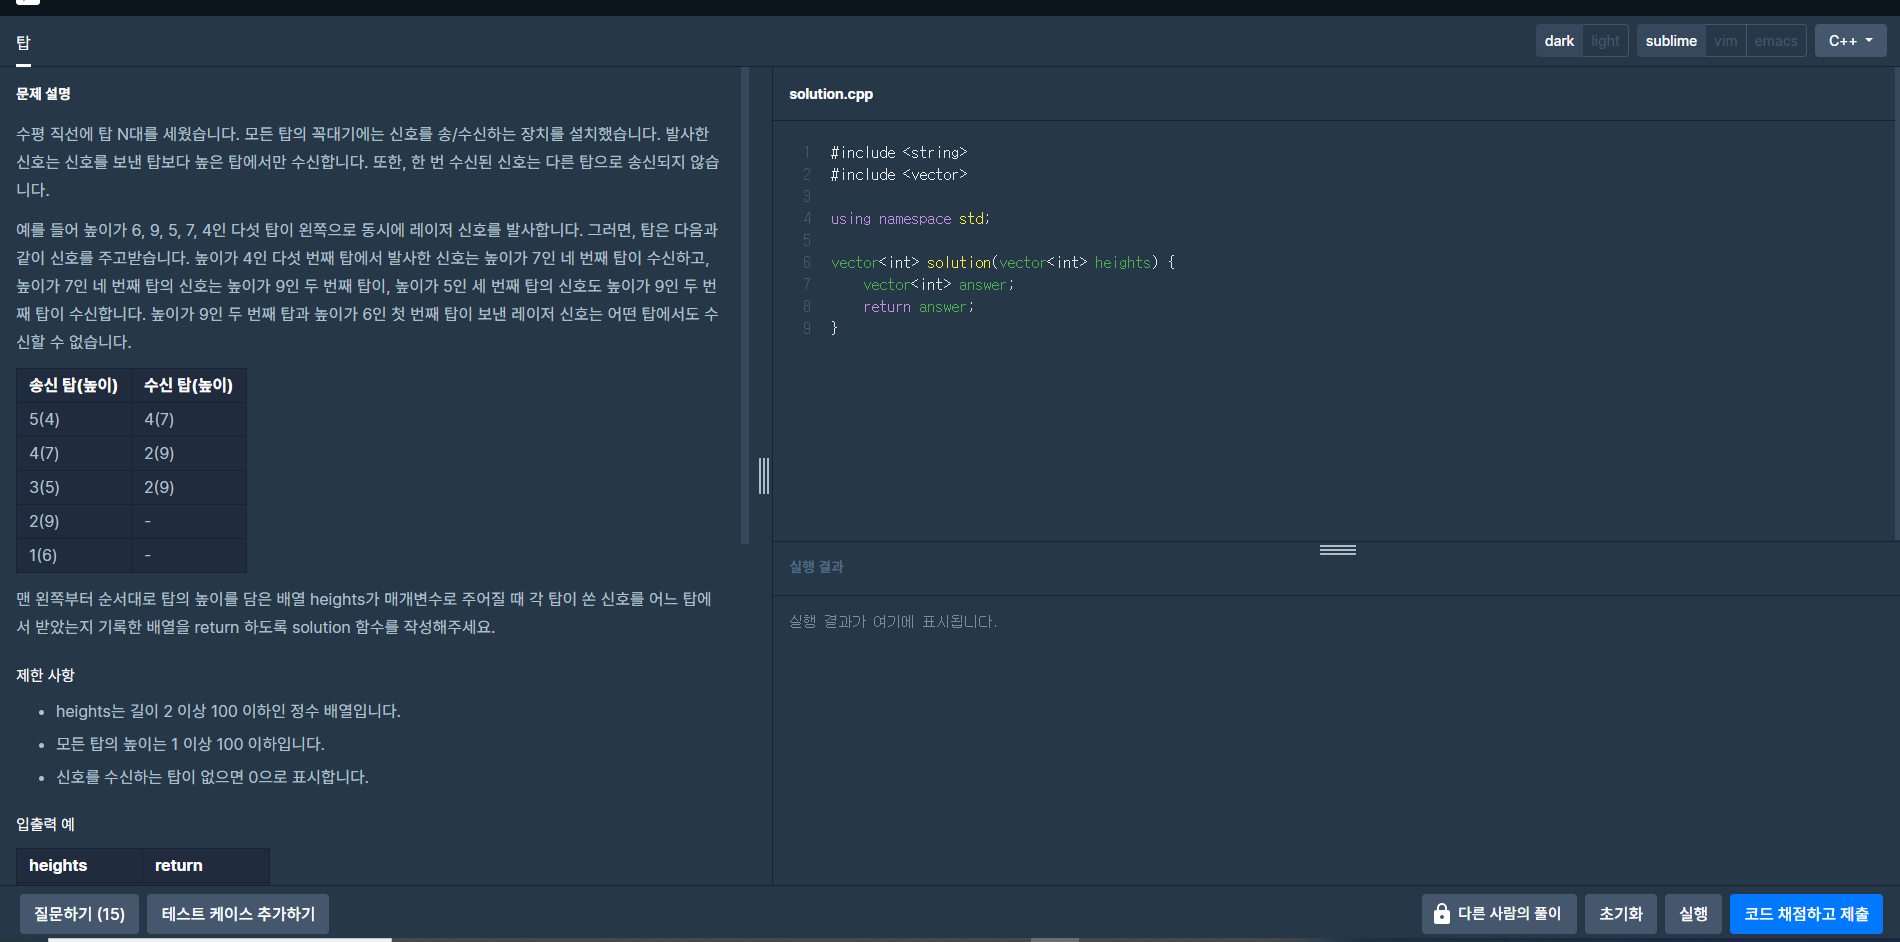 탑
dark light sublime vim emacs C++
문제 설명
수평 직선에 탑 N대를 세웠습니다. 모든 탑의 꼭대기에는 신호를 송/수신하는 장치를 설치했습니다. 발사한
신호는 신호를 보낸 탑보다 높은 탑에서만 수신합니다. 또한, 한 번 수신된 신호는 다른 탑으로 송신되지 않습
니다.
예를 들어 높이가 6, 9, 5, 7, 4인 다섯 탑이 왼쪽으로 동시에 레이저 신호를 발사합니다. 그러면, 탑은 다음과
같이 신호를 주고받습니다. 높이가 4인 다섯 번째 탑에서 발사한 신호는 높이가 7인 네 번째 탑이 수신하고,
높이가 7인 네 번째 탑의 신호는 높이가 9인 두 번째 탑이, 높이가 5인 세 번째 탑의 신호도 높이가 9인 두 번
째 탑이 수신합니다. 높이가 9인 두 번째 탑과 높이가 6인 첫 번째 탑이 보낸 레이저 신호는 어떤 탑에서도 수
신할 수 없습니다.
송신 탑(높이) 수신 탑(높이)
5(4) 4(7)
4(7) 2(9)
3(5) 2(9)
2(9) -
1(6) -
맨 왼쪽부터 순서대로 탑의 높이를 담은 배열 heights가 매개변수로 주어질 때 각 탑이 쏜 신호를 어느 탑에
서 받았는지 기록한 배열을 return 하도록 solution 함수를 작성해주세요.
제한 사항
• heights는 길이 2 이상 100 이하인 정수 배열입니다.
• 모든 탑의 높이는 1 이상 100 이하입니다.
• 신호를 수신하는 탑이 없으면 0으로 표시합니다.
입출력 예
heights return
solution.cpp
1 #include <string>
2 #include <vector>
3
4 using namespace std;
5
6 vector<int> solution(vector<int> heights) {
7 vector<int> answer;
8 return answer;
9 }
실행 결과
실행 결과가 여기에 표시됩니다.
질문하기 (15) 테스트 케이스 추가하기 다른 사람의 풀이 초기화 실행 코드 채점하고 제출